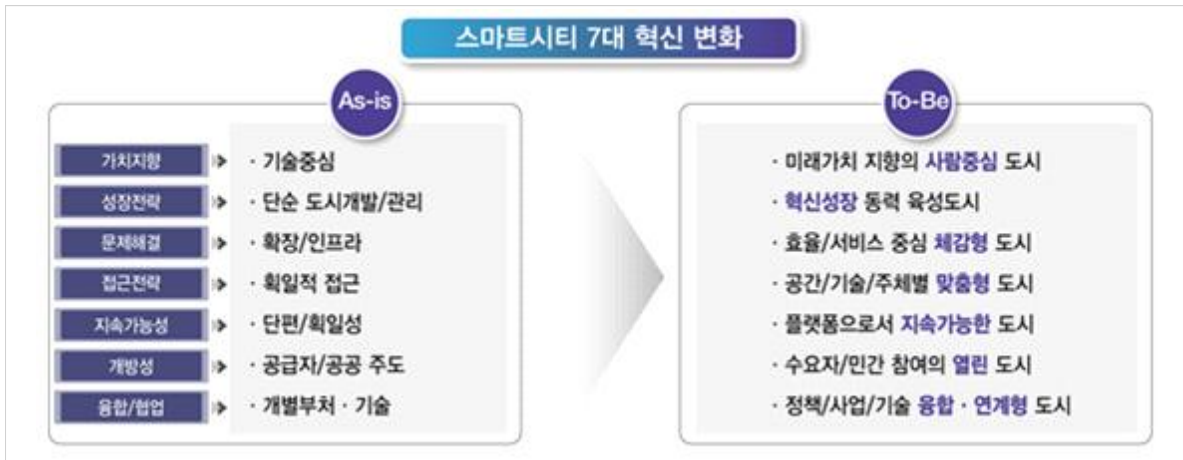 스마트시티 7대 혁신 변화
As-is
To-Be
가치지향 · 기술중심 · 미래가치 지향의 사람중심 도시
성장전략 · 단순 도시개발/관리 · 혁신성장 동력 육성도시
문제해결 · 확장/인프라 · 효율/서비스 중심 체감형 도시
접근전략 · 획일적 접근 · 공간/기술/주체별 맞춤형 도시
지속가능성 · 단편/획일성 · 플랫폼으로서 지속가능한 도시
개방성 · 공급자/공공 주도 · 수요자/민간 참여의 열린 도시
융합/협업 · 개별부처 · 기술 · 정책/사업/기술 융합 · 연계형 도시